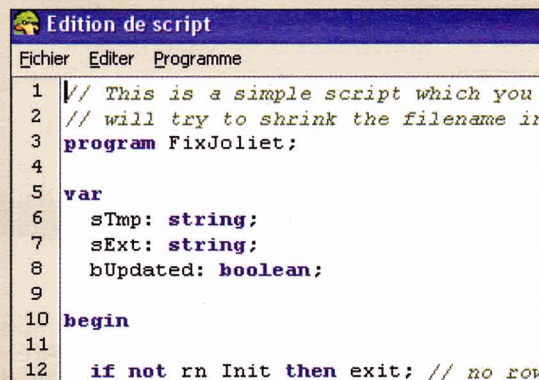 Edition de script
Fichier Editer Programme
1 // This is a simple script which you
2 // will try to shrink the filename in
3 program FixJoliet;
4
5 var
6 sTmp: string;
7 sExt: string;
8 bUpdated: boolean;
9
10 begin
11
12 if not rn Init then exit; // no row